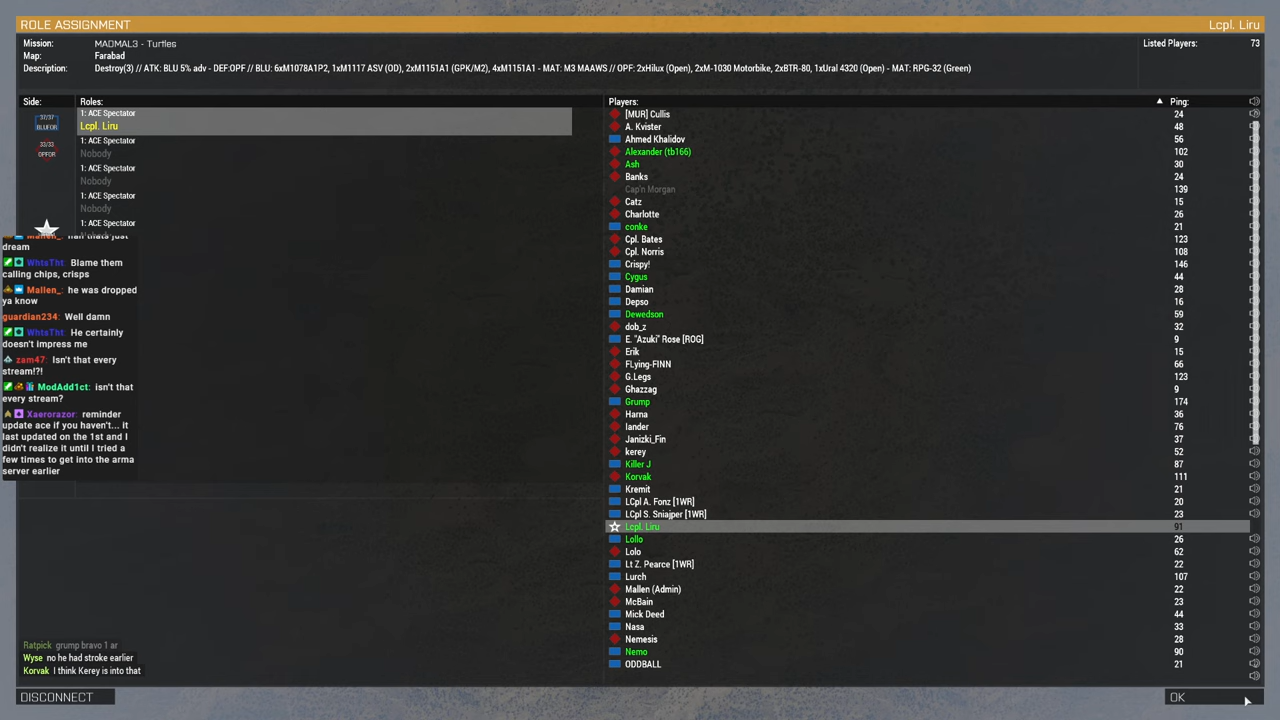 ROLE ASSIGNMENT Lcpl. Liru
Mission: MADMAL3 - Turtles Listed Players: 73
Map: Farabad
Description: Destroy(3) // ATK: BLU 5% adv - DEF:OPF // BLU: 6xM1078A1P2, 1xM1117 ASV (OD), 2xM1151A1 (GPK/M2), 4xM1151A1 - MAT: M3 MAAWS // OPF: 2xHilux (Open), 2xM-1030 Motorbike, 2xBTR-80, 1xUral 4320 (Open) - MAT: RPG-32 (Green)
Side: Roles:
37/37
BLUFOR
33/33
OPFOR
1: ACE Spectator
Lcpl. Liru
1: ACE Spectator
Nobody
1: ACE Spectator
Nobody
1: ACE Spectator
Nobody
1: ACE Spectator
dream
WhtsTht: Blame them
calling chips, crisps
Mallen_: he was dropped
ya know
guardian234: Well damn
WhtsTht: He certainly
doesn't impress me
zam47: Isn't that every
stream!?!
ModAdd1ct: isn't that
every stream?
Xaerorazor: reminder
update ace if you haven't... it
last updated on the 1st and I
didn't realize it until I tried a
few times to get into the arma
server earlier
Ratpick grump bravo 1 ar
Wyse no he had stroke earlier
Korvak I think Kerey is into that
DISCONNECT
Players: Ping:
[MUR] Cullis 24
A. Kvister 48
Ahmed Khalidov 56
Alexander (tb166) 102
Ash 30
Banks 24
Cap'n Morgan 139
Catz 15
Charlotte 26
conke 21
Cpl. Bates 123
Cpl. Norris 108
Crispy! 146
Cygus 44
Damian 28
Depso 16
Dewedson 59
dob_z 32
E. "Azuki" Rose [ROG] 9
Erik 15
FLying-FINN 66
G.Legs 123
Ghazzag 9
Grump 174
Harna 36
Iander 76
Janizki_Fin 37
kerey 52
Killer J 87
Korvak 111
Kremit 21
LCpl A. Fonz [1WR] 20
LCpl S. Sniajper [1WR] 23
Lcpl. Liru 91
Lollo 26
Lolo 62
Lt Z. Pearce [1WR] 22
Lurch 107
Mallen (Admin) 22
McBain 23
Mick Deed 44
Nasa 33
Nemesis 28
Nemo 90
ODDBALL 21
OK